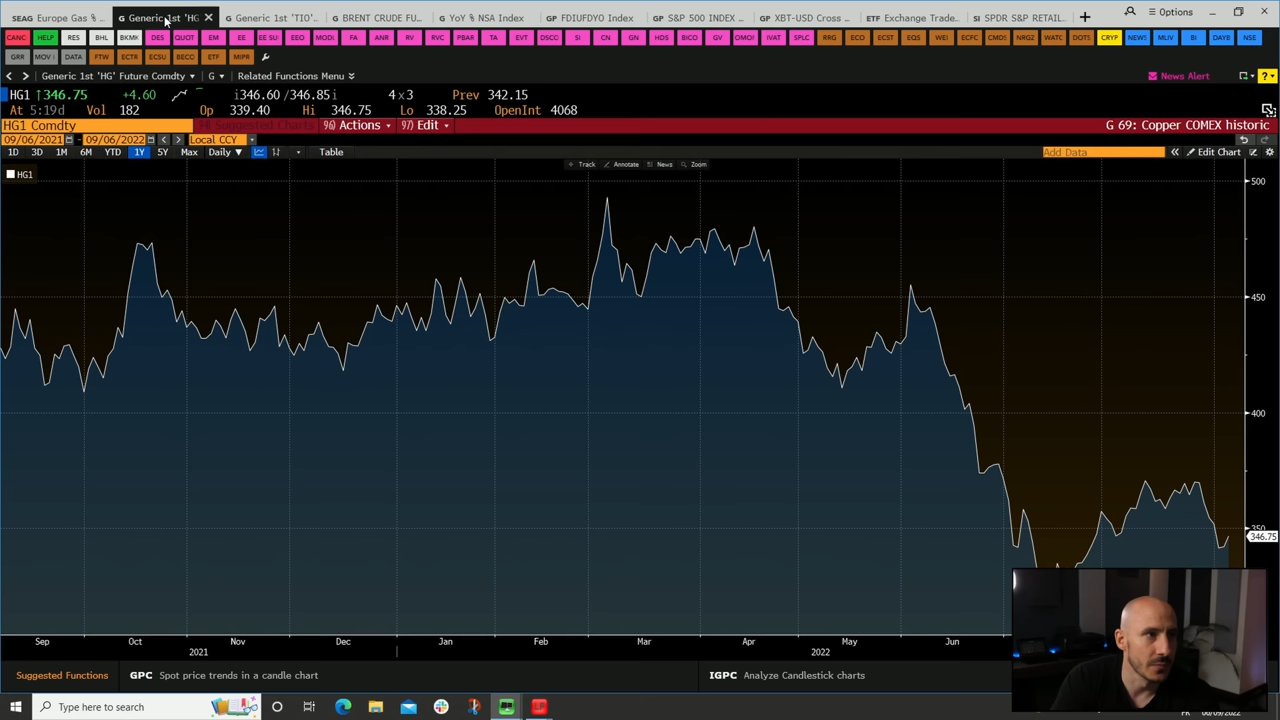 SEAG Europe Gas % ..
G Generic 1st 'HG ✕
G Generic 1st 'TIO'..
G BRENT CRUDE FU..
G YoY % NSA Index
GP FDIUFDYO Index
GP S&P 500 INDEX ..
GP XBT-USD Cross ..
ETF Exchange Trade..
SI SPDR S&P RETAIL..
+
Options
CANC HELP RES BHL BKMK DES QUOT EM EE EE SU EEO MODI FA ANR RV RVC PBAR TA EVT DSCO SI CN GN HDS BICO GV OMON IVAT SPLC RRG ECO ECST EQS WEI ECFC CMDS NRGZ WATC DOTS CRYP NEWS MLIV BI DAYB NSE
GRR MOV I DATA FTW ECTR ECSU BECO ETF MIPR
Generic 1st 'HG' Future Comdty G Related Functions Menu
News Alert
?
HG1 ↑346.75 +4.60 i346.60 /346.85i 4×3 Prev 342.15
At 5:19d Vol 182 Op 339.40 Hi 346.75 Lo 338.25 OpenInt 4068
HG1 Comdty
96) Actions 97) Edit
G 69: Copper COMEX historic
09/06/2021 - 09/06/2022 Local CCY
1D 3D 1M 6M YTD 1Y 5Y Max Daily ▼ Table
Add Data « Edit Chart
Track Annotate News Zoom
HG1
500
450
400
350
346.75
Sep Oct Nov Dec Jan Feb Mar Apr May Jun
2021 2022
Suggested Functions GPC Spot price trends in a candle chart IGPC Analyze Candlestick charts
Type here to search